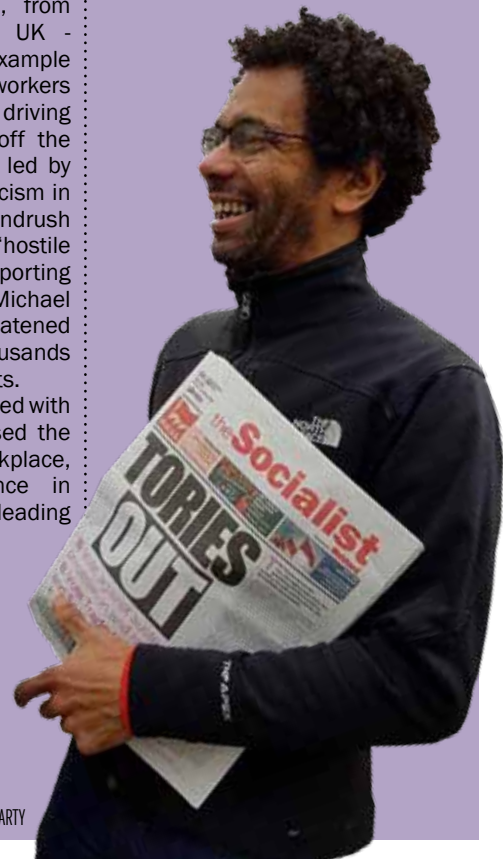 , from
UK -
xample
workers
driving
off the
led by
cism in
ndrush
‘hostile
porting
Michael
atened
usands
ts.
ed with
sed the
kplace,
nce in
leading
ARTY
THE
NORTH
FACE
the Socialist
TORIES
OUT
APEX